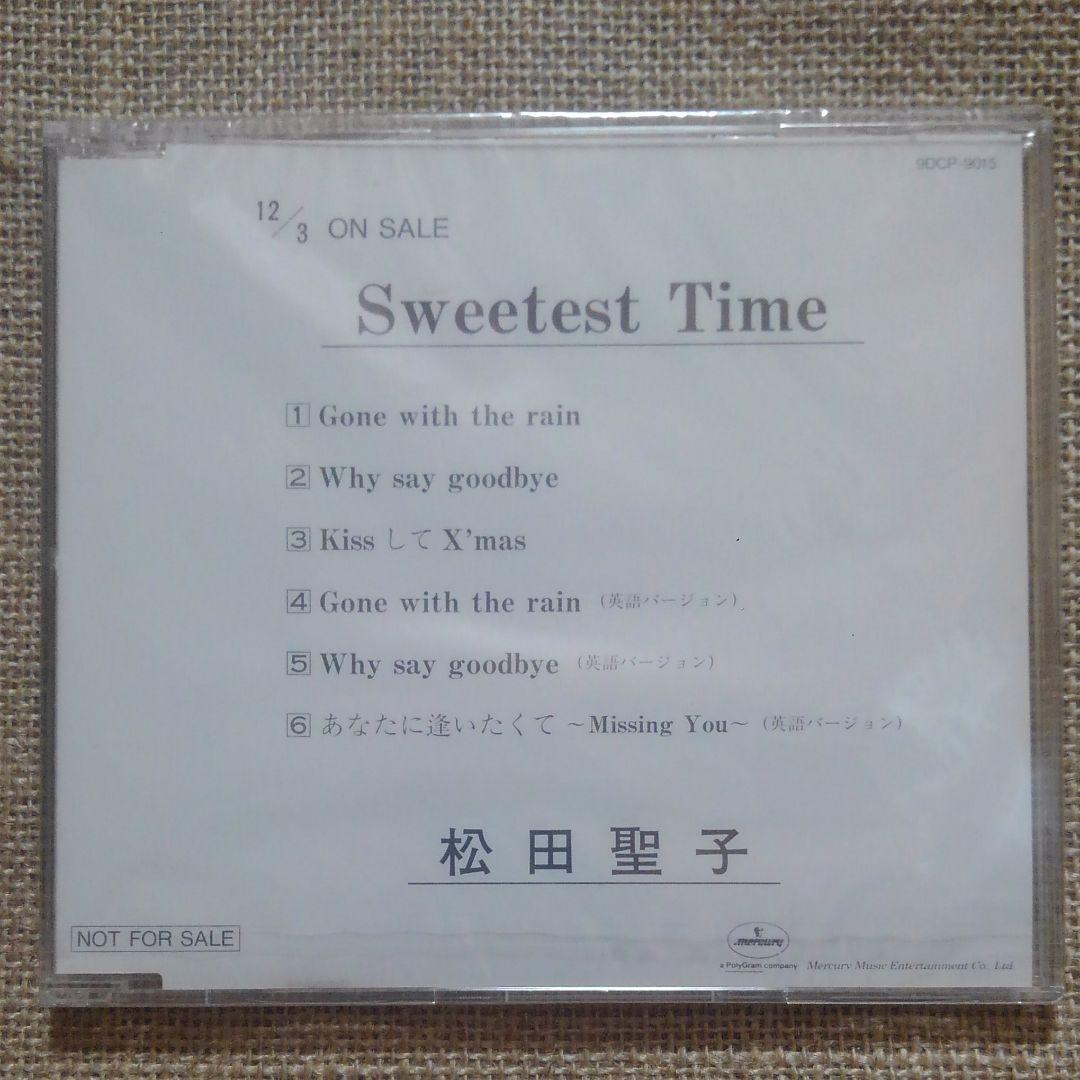 9DCP-9015
12/3 ON SALE
Sweetest Time
1 Gone with the rain
2 Why say goodbye
3 Kiss して X'mas
4 Gone with the rain (英語バージョン)
5 Why say goodbye (英語バージョン)
6 あなたに逢いたくて ～Missing You～ (英語バージョン)
松田聖子
NOT FOR SALE
mercury
a PolyGram company
Mercury Music Entertainment Co. Ltd